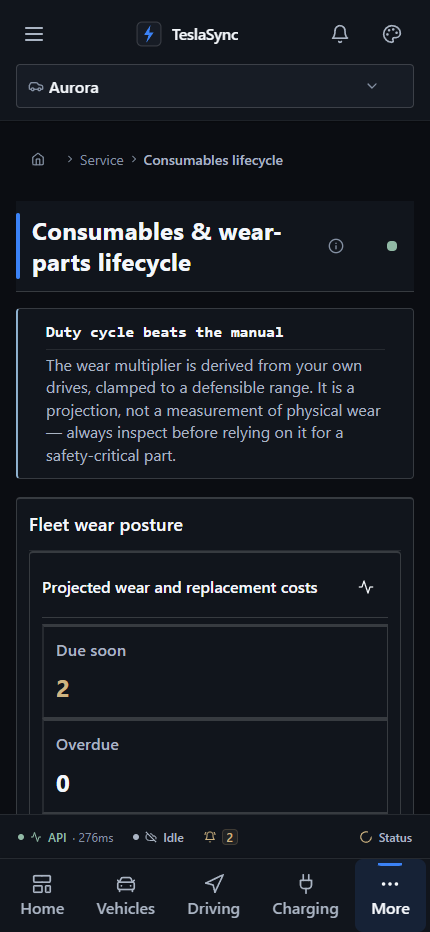 TeslaSync
Aurora
Service
Consumables lifecycle
Consumables & wear-
parts lifecycle
Duty cycle beats the manual
The wear multiplier is derived from your own
drives, clamped to a defensible range. It is a
projection, not a measurement of physical wear
— always inspect before relying on it for a
safety-critical part.
Fleet wear posture
Projected wear and replacement costs
Due soon
2
Overdue
0
API · 276ms
Idle
2
Status
Home
Vehicles
Driving
Charging
More